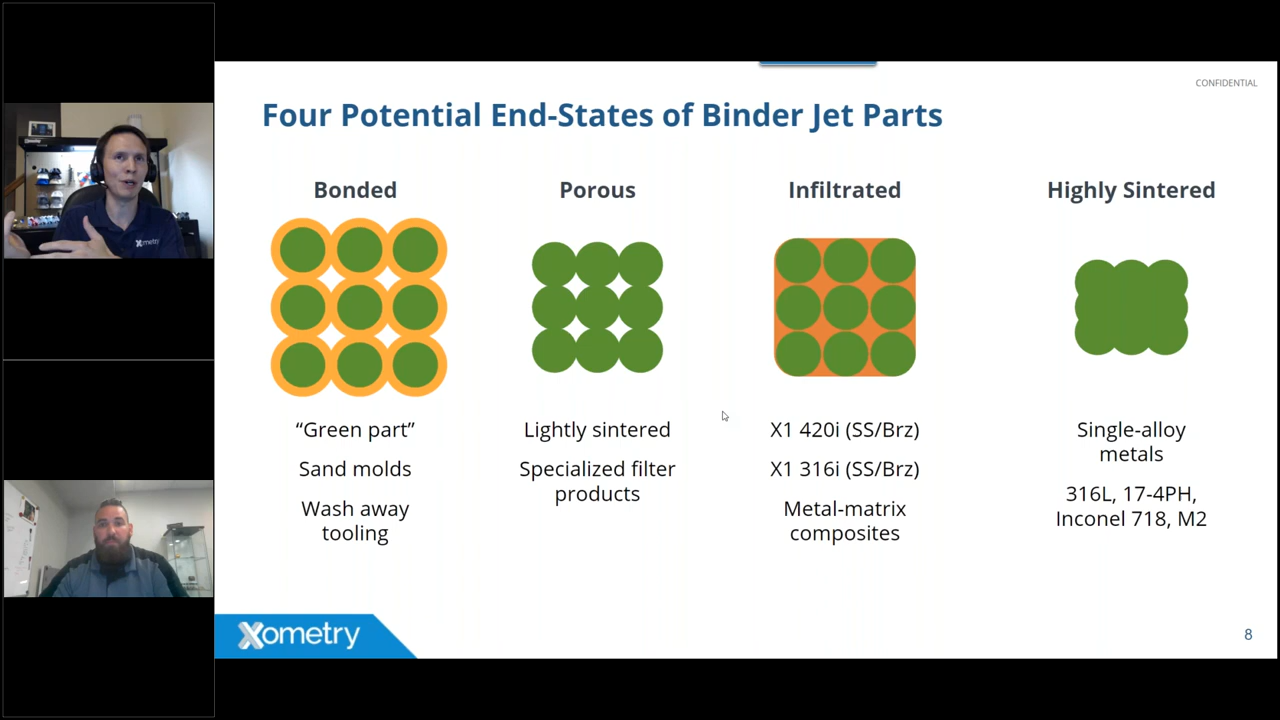 CONFIDENTIAL
Four Potential End-States of Binder Jet Parts
Bonded
“Green part”
Sand molds
Wash away
tooling
Porous
Lightly sintered
Specialized filter
products
Infiltrated
X1 420i (SS/Brz)
X1 316i (SS/Brz)
Metal-matrix
composites
Highly Sintered
Single-alloy
metals
316L, 17-4PH,
Inconel 718, M2
Xometry
8
Xometry